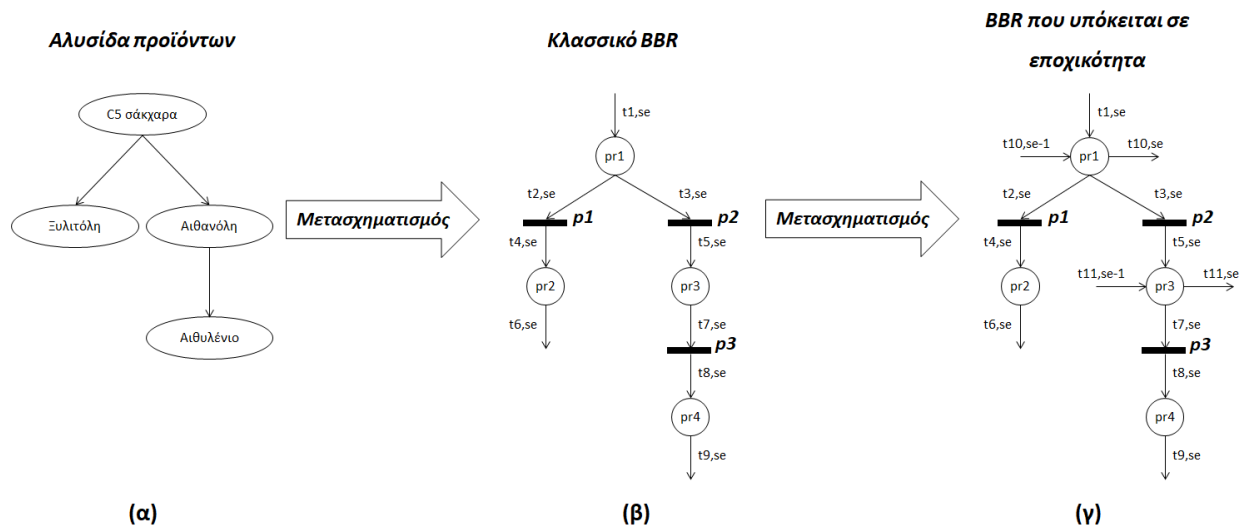 Αλυσίδα προϊόντων
C5 σάκχαρα
Ξυλιτόλη
Αιθανόλη
Αιθυλένιο
(α)
Μετασχηματισμός
Κλασσικό BBR
t1,se
pr1
t2,se
t3,se
p1
p2
t4,se
t5,se
pr2
pr3
t6,se
t7,se
p3
t8,se
pr4
t9,se
(β)
Μετασχηματισμός
BBR που υπόκειται σε
εποχικότητα
t1,se
t10,se-1
pr1
t10,se
t2,se
t3,se
p1
p2
t4,se
t5,se
t11,se-1
t11,se
pr2
pr3
t6,se
t7,se
p3
t8,se
pr4
t9,se
(γ)